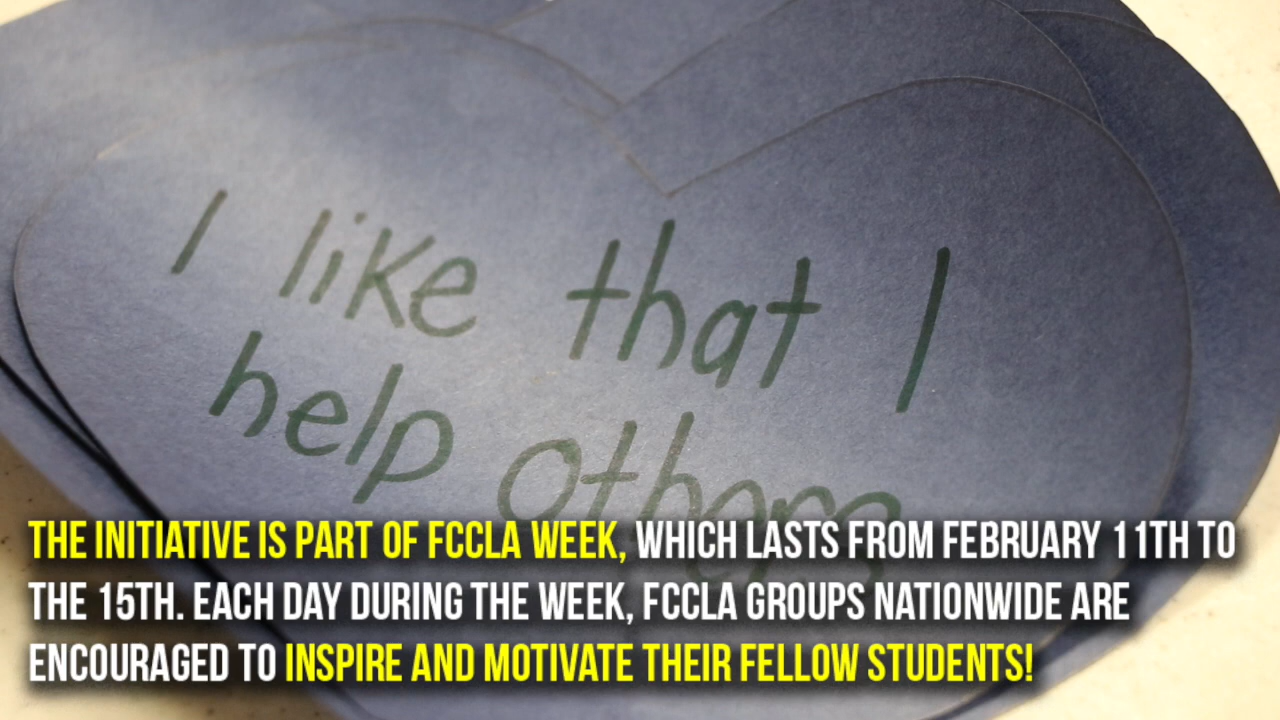 I like that I
help others
THE INITIATIVE IS PART OF FCCLA WEEK, WHICH LASTS FROM FEBRUARY 11TH TO
THE 15TH. EACH DAY DURING THE WEEK, FCCLA GROUPS NATIONWIDE ARE
ENCOURAGED TO INSPIRE AND MOTIVATE THEIR FELLOW STUDENTS!